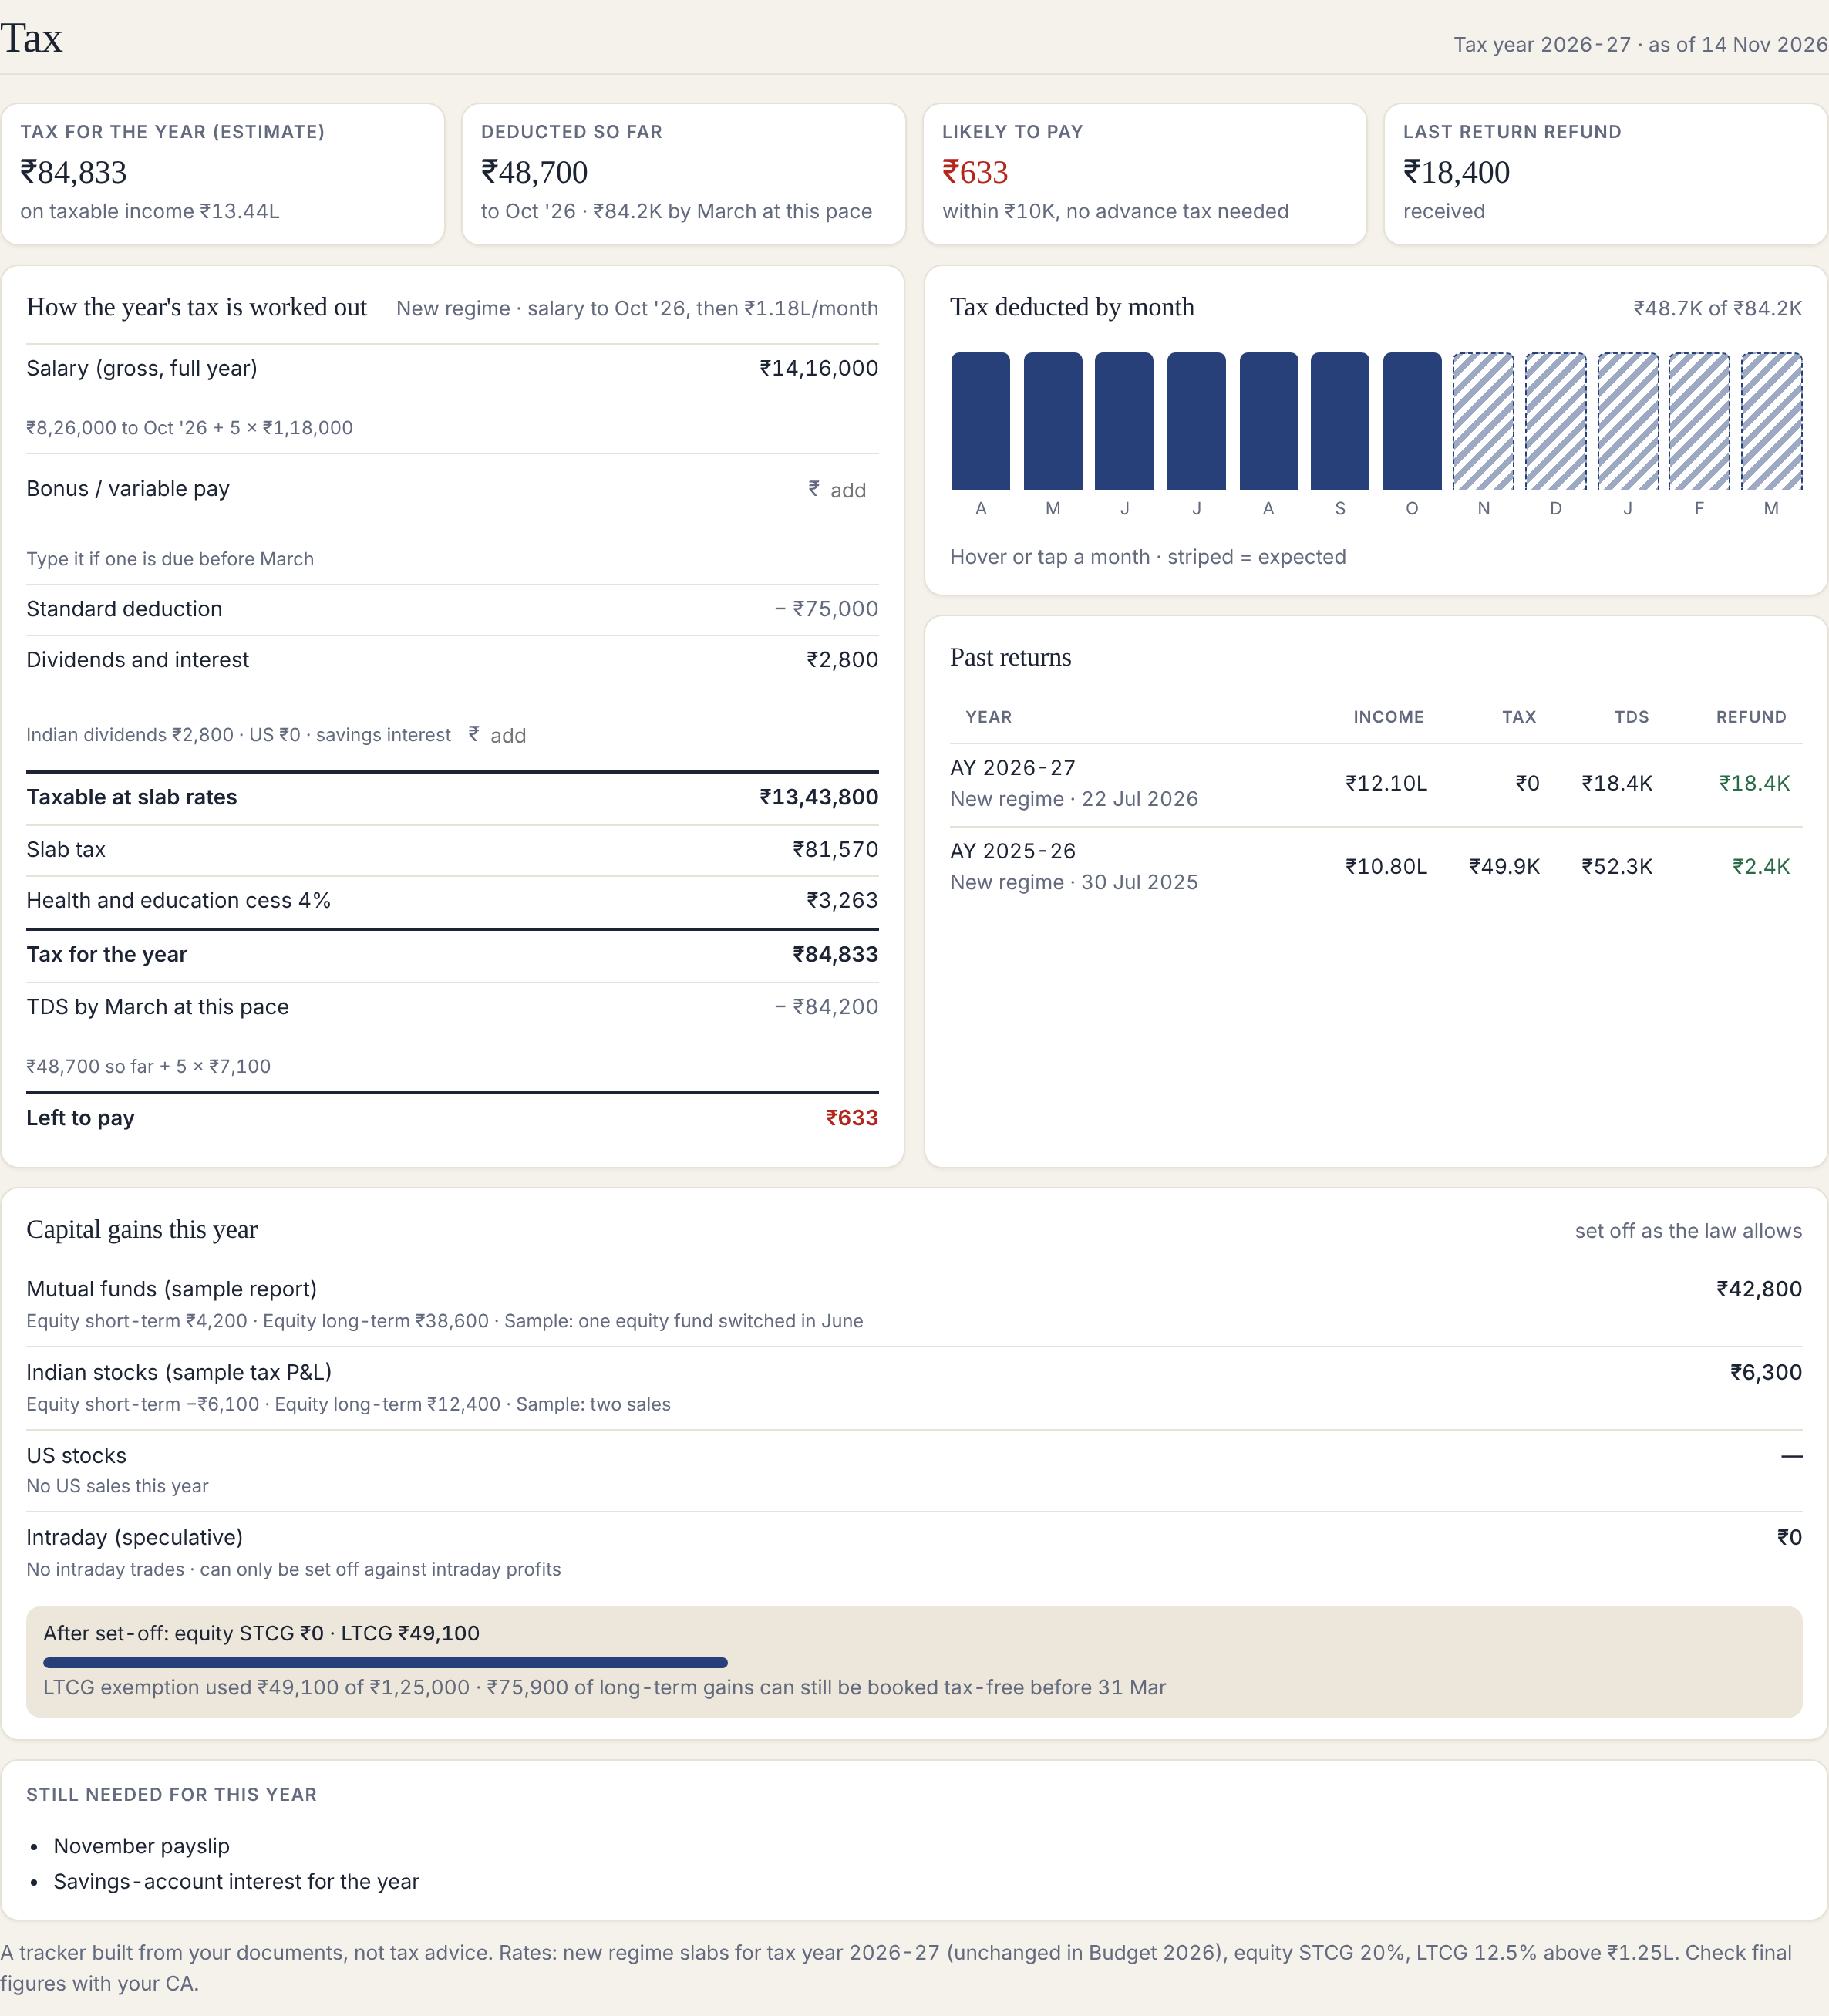 Tax
Tax year 2026-27 · as of 14 Nov 2026
TAX FOR THE YEAR (ESTIMATE)
₹84,833
on taxable income ₹13.44L
DEDUCTED SO FAR
₹48,700
to Oct '26 · ₹84.2K by March at this pace
LIKELY TO PAY
₹633
within ₹10K, no advance tax needed
LAST RETURN REFUND
₹18,400
received
How the year's tax is worked out
New regime · salary to Oct '26, then ₹1.18L/month
Salary (gross, full year) ₹14,16,000
₹8,26,000 to Oct '26 + 5 × ₹1,18,000
Bonus / variable pay ₹ add
Type it if one is due before March
Standard deduction − ₹75,000
Dividends and interest ₹2,800
Indian dividends ₹2,800 · US ₹0 · savings interest ₹ add
Taxable at slab rates ₹13,43,800
Slab tax ₹81,570
Health and education cess 4% ₹3,263
Tax for the year ₹84,833
TDS by March at this pace − ₹84,200
₹48,700 so far + 5 × ₹7,100
Left to pay ₹633
Tax deducted by month
₹48.7K of ₹84.2K
A M J J A S O N D J F M
Hover or tap a month · striped = expected
Past returns
YEAR INCOME TAX TDS REFUND
AY 2026-27 ₹12.10L ₹0 ₹18.4K ₹18.4K
New regime · 22 Jul 2026
AY 2025-26 ₹10.80L ₹49.9K ₹52.3K ₹2.4K
New regime · 30 Jul 2025
Capital gains this year
set off as the law allows
Mutual funds (sample report) ₹42,800
Equity short-term ₹4,200 · Equity long-term ₹38,600 · Sample: one equity fund switched in June
Indian stocks (sample tax P&L) ₹6,300
Equity short-term −₹6,100 · Equity long-term ₹12,400 · Sample: two sales
US stocks —
No US sales this year
Intraday (speculative) ₹0
No intraday trades · can only be set off against intraday profits
After set-off: equity STCG ₹0 · LTCG ₹49,100
LTCG exemption used ₹49,100 of ₹1,25,000 · ₹75,900 of long-term gains can still be booked tax-free before 31 Mar
STILL NEEDED FOR THIS YEAR
• November payslip
• Savings-account interest for the year
A tracker built from your documents, not tax advice. Rates: new regime slabs for tax year 2026-27 (unchanged in Budget 2026), equity STCG 20%, LTCG 12.5% above ₹1.25L. Check final
figures with your CA.